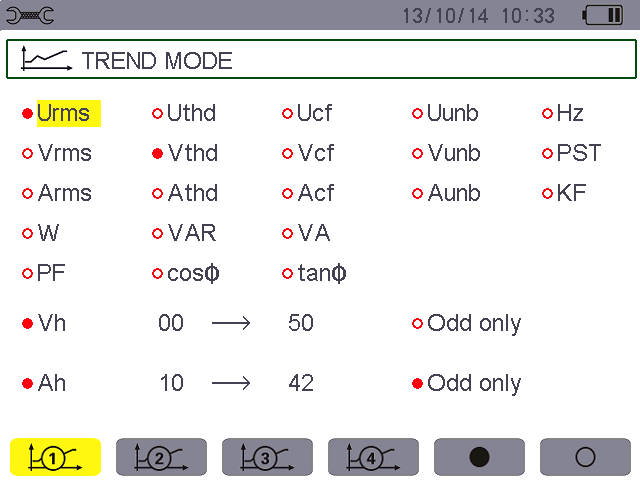 13/10/14 10:33
TREND MODE
Urms Uthd Ucf Uunb Hz
Vrms Vthd Vcf Vunb PST
Arms Athd Acf Aunb KF
W VAR VA
PF cosΦ tanΦ
Vh 00 → 50 Odd only
Ah 10 → 42 Odd only
1 2 3 4